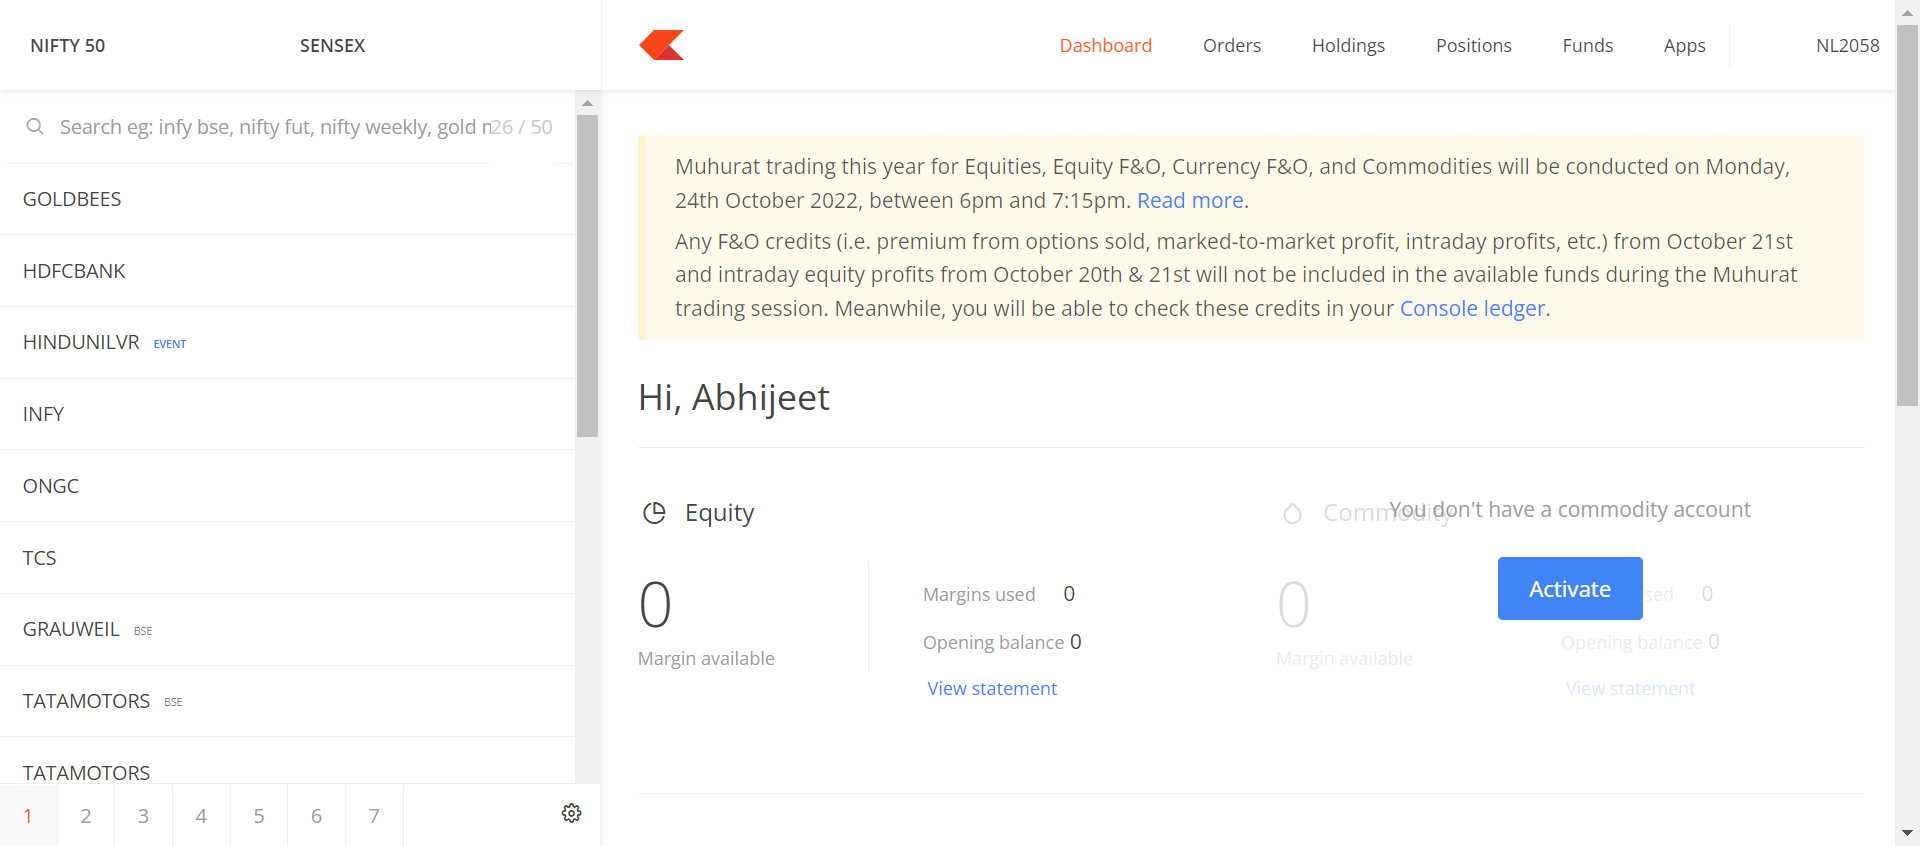 NIFTY 50
SENSEX
Dashboard
Orders
Holdings
Positions
Funds
Apps
NL2058
Search eg: infy bse, nifty fut, nifty weekly, gold
26 / 50
GOLDBEES
HDFCBANK
HINDUNILVR EVENT
INFY
ONGC
TCS
GRAUWEIL BSE
TATAMOTORS BSE
TATAMOTORS
1 2 3 4 5 6 7
Muhurat trading this year for Equities, Equity F&O, Currency F&O, and Commodities will be conducted on Monday,
24th October 2022, between 6pm and 7:15pm. Read more.
Any F&O credits (i.e. premium from options sold, marked-to-market profit, intraday profits, etc.) from October 21st
and intraday equity profits from October 20th & 21st will not be included in the available funds during the Muhurat
trading session. Meanwhile, you will be able to check these credits in your Console ledger.
Hi, Abhijeet
Equity
0
Margin available
Margins used 0
Opening balance 0
View statement
Commodity
You don't have a commodity account
Activate
0
Margin available
0
Opening balance 0
View statement